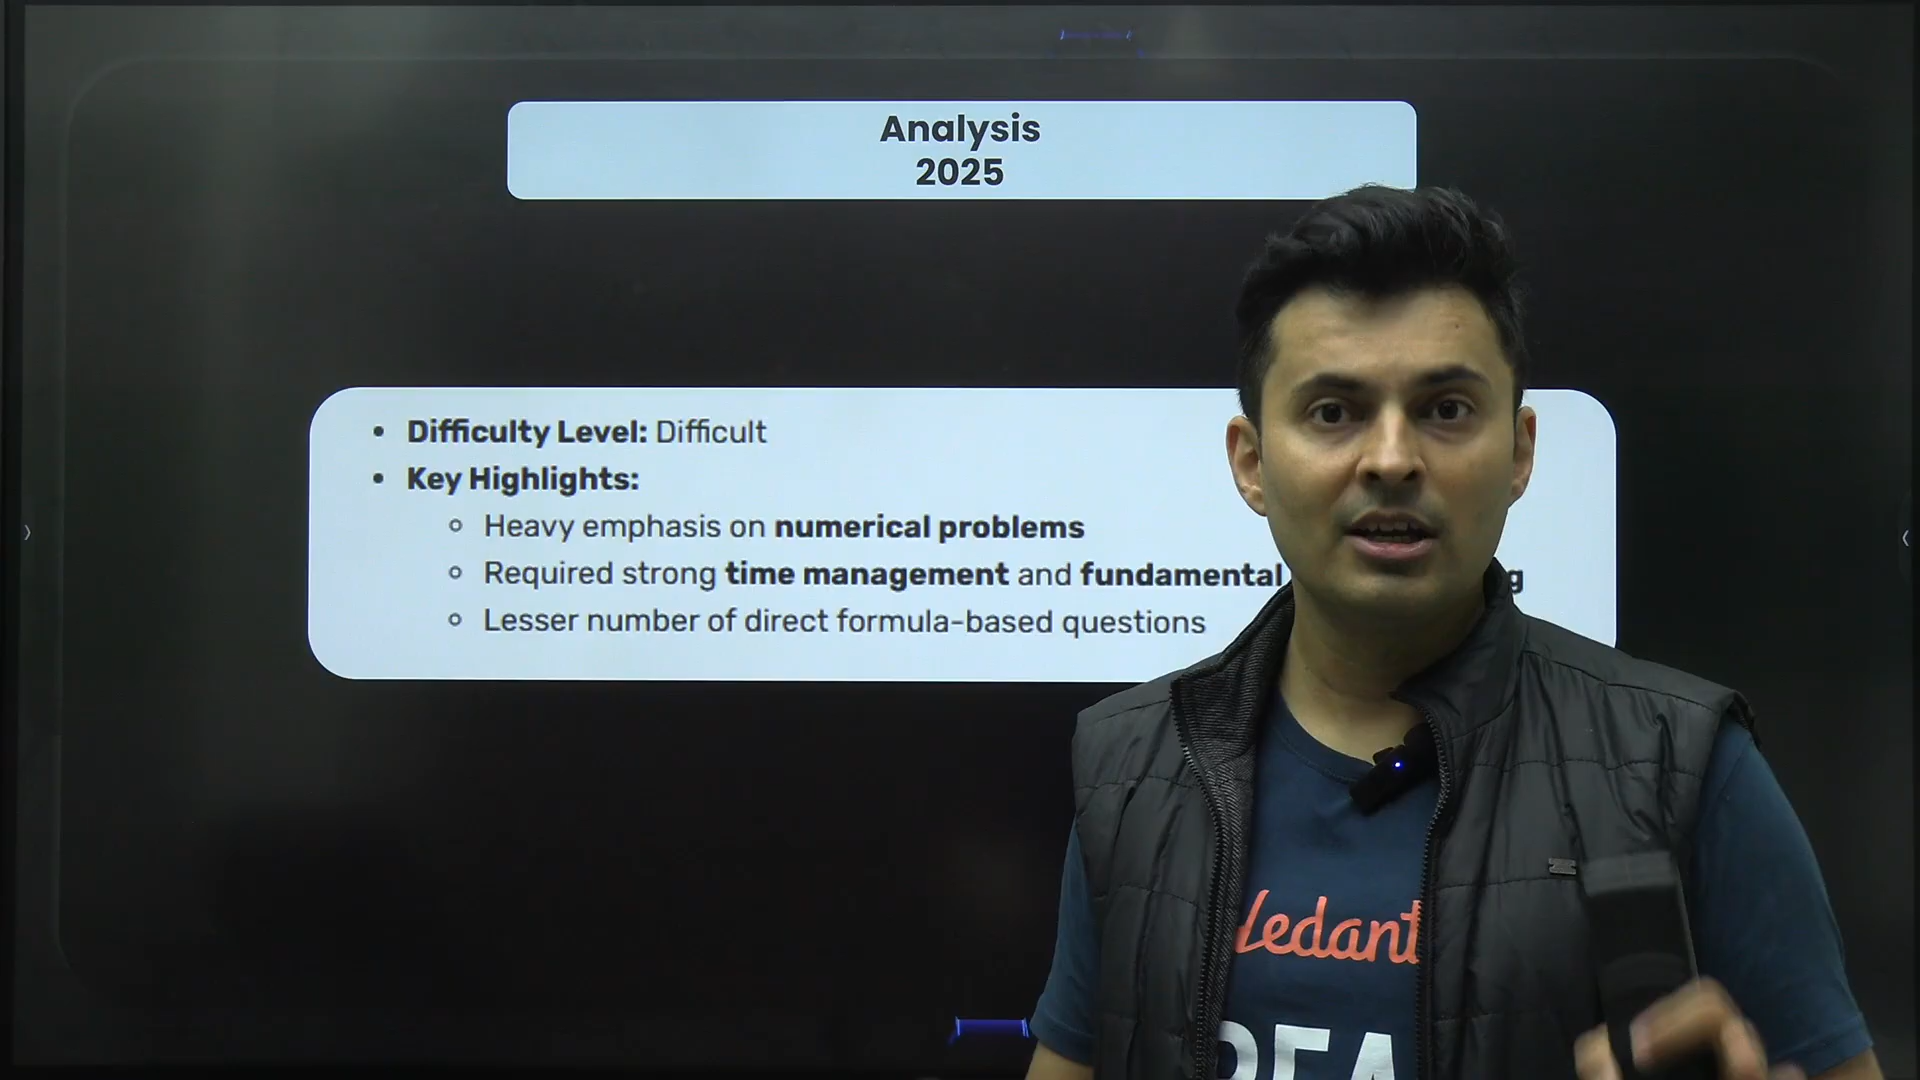 Analysis
2025
• Difficulty Level: Difficult
• Key Highlights:
○ Heavy emphasis on numerical problems
○ Required strong time management and fundamental
○ Lesser number of direct formula-based questions
Vedant